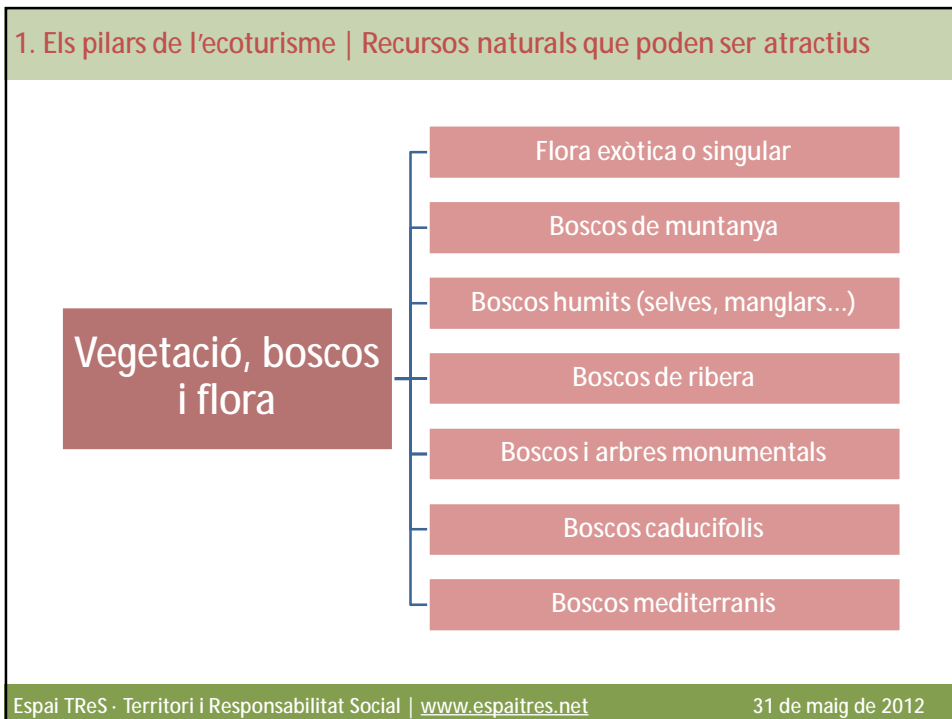 1. Els pilars de l'ecoturisme | Recursos naturals que poden ser atractius
Vegetació, boscos
i flora
Flora exòtica o singular
Boscos de muntanya
Boscos humits (selves, manglars...)
Boscos de ribera
Boscos i arbres monumentals
Boscos caducifolis
Boscos mediterranis
Espai TReS · Territori i Responsabilitat Social | www.espaitres.net 31 de maig de 2012